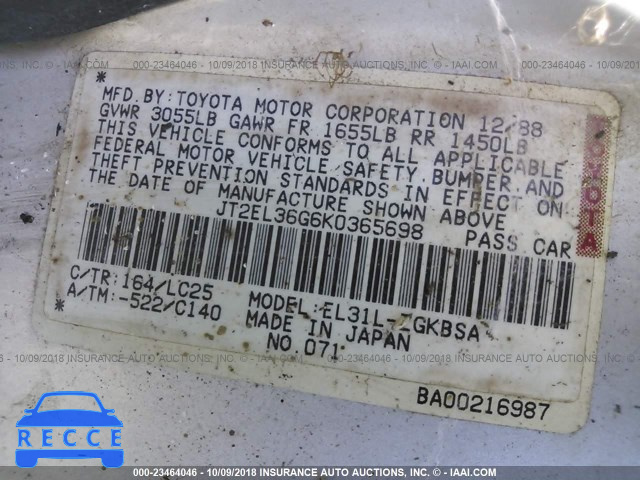 000-23464046 - 10/09/2018 INSURANCE AUTO AUCTIONS © - IAAI.COM
MFD.BY:TOYOTA MOTOR CORPORATION 12/88
GVWR 3055LB GAWR FR 1655LB RR 1450LB
THIS VEHICLE CONFORMS TO ALL APPLICABLE
FEDERAL MOTOR VEHICLE SAFETY,BUMPER,AND
THEFT PREVENTION STANDARDS IN EFFECT ON
THE DATE OF MANUFACTURE SHOWN ABOVE
JT2EL36G6K0365698 PASS CAR
TOYOTA
C/TR:164/LC25
A/TM:-522/C140
MODEL:EL31L-GKBSA
MADE IN JAPAN
NO.071
BA00216987
RECCE
000-23464046 - 10/09/2018 INSURANCE AUTO AUCTIONS © - IAAI.COM